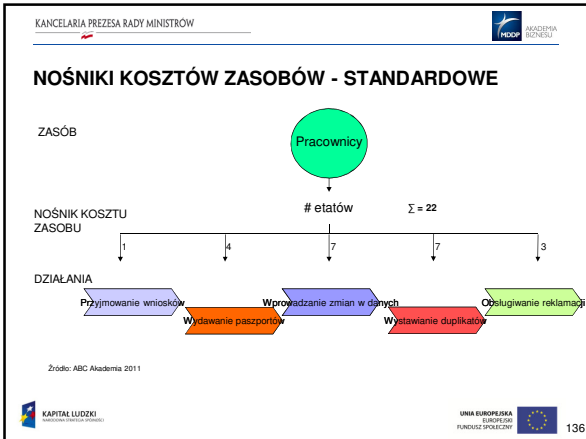 KANCELARIA PREZESA RADY MINISTRÓW
MDDP
AKADEMIA
BIZNESU
NOŚNIKI KOSZTÓW ZASOBÓW - STANDARDOWE
ZASÓB
Pracownicy
# etatów
∑ = 22
NOŚNIK KOSZTU
ZASOBU
1
4
7
7
3
DZIAŁANIA
Przyjmowanie wniosków
Wprowadzanie zmian w danych
Obsługiwanie reklamacji
Wydawanie paszportów
Wystawianie duplikatów
Źródło: ABC Akademia 2011
KAPITAŁ LUDZKI
NARODOWA STRATEGIA SPÓJNOŚCI
UNIA EUROPEJSKA
EUROPEJSKI
FUNDUSZ SPOŁECZNY
136